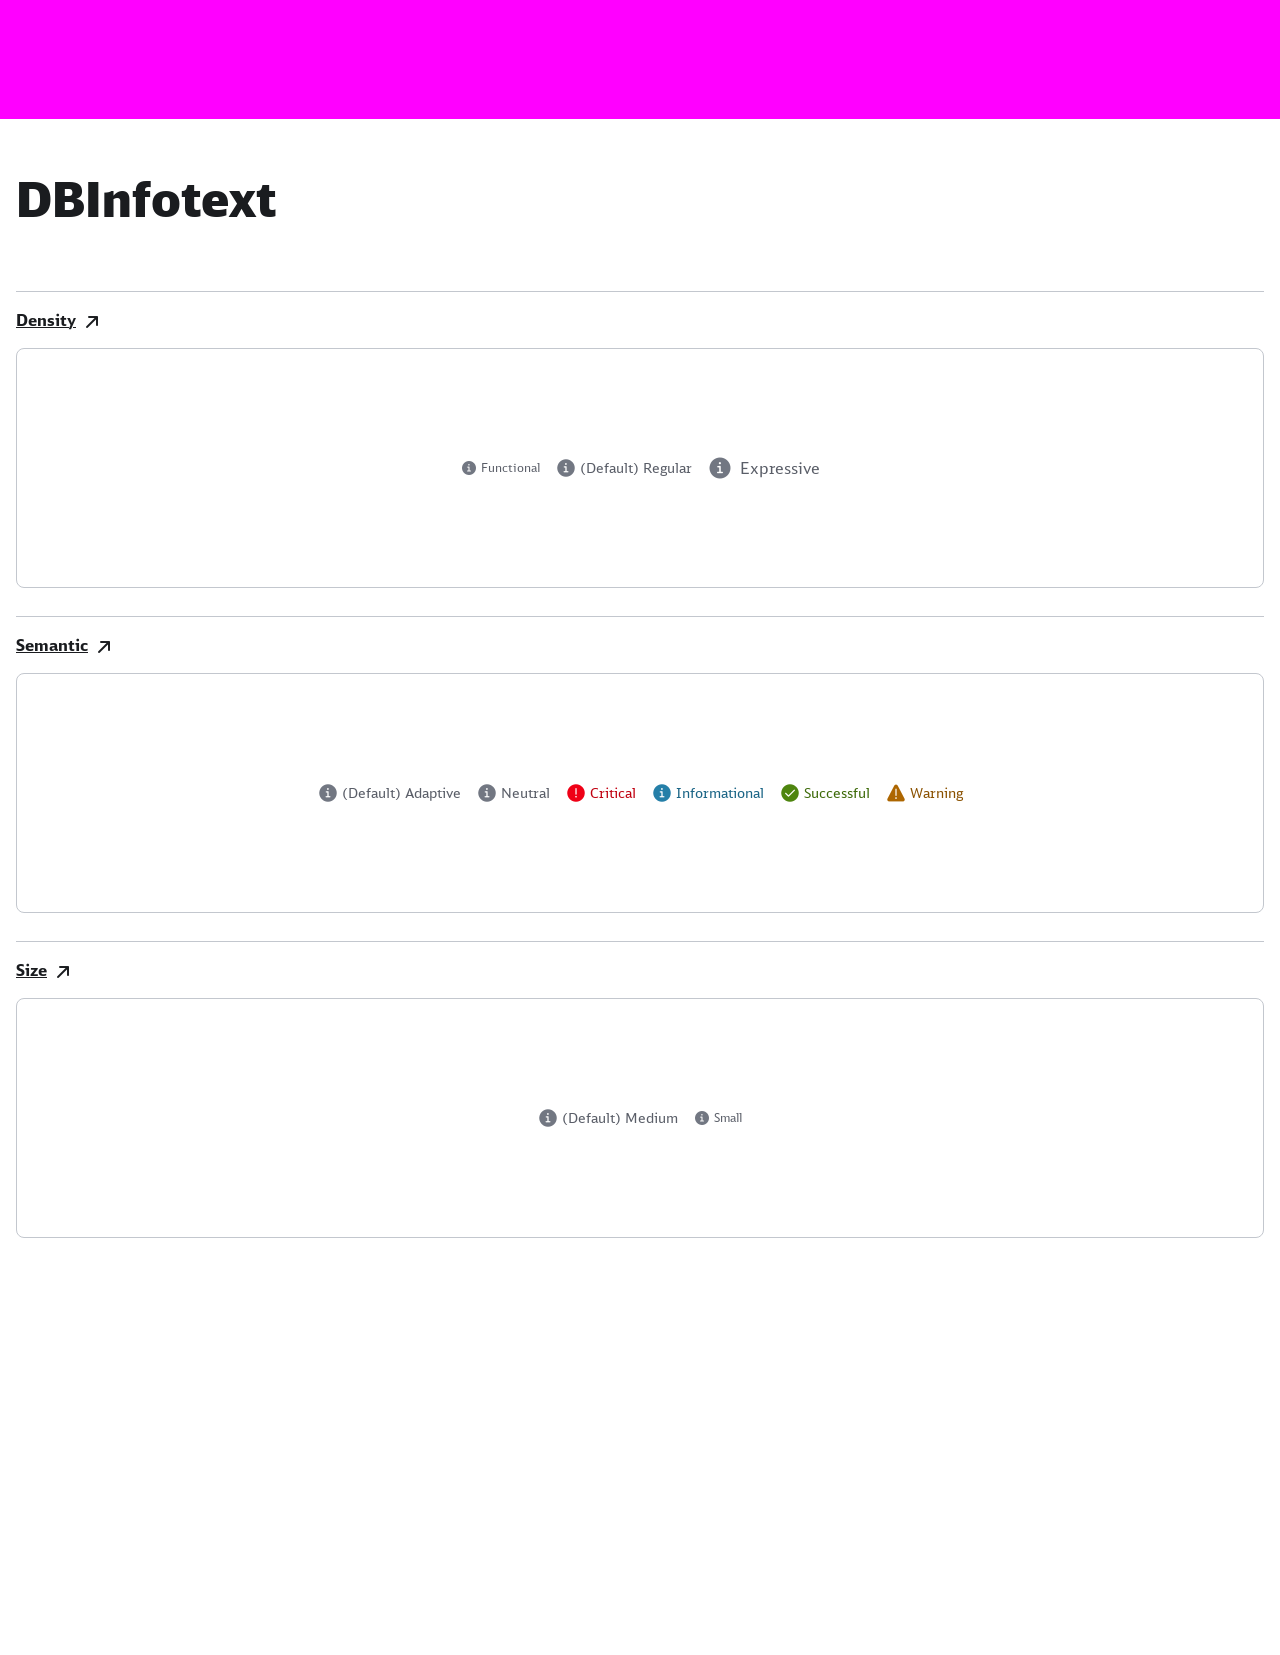 DBInfotext
Density
Functional (Default) Regular Expressive
Semantic
(Default) Adaptive Neutral Critical Informational Successful Warning
Size
(Default) Medium Small